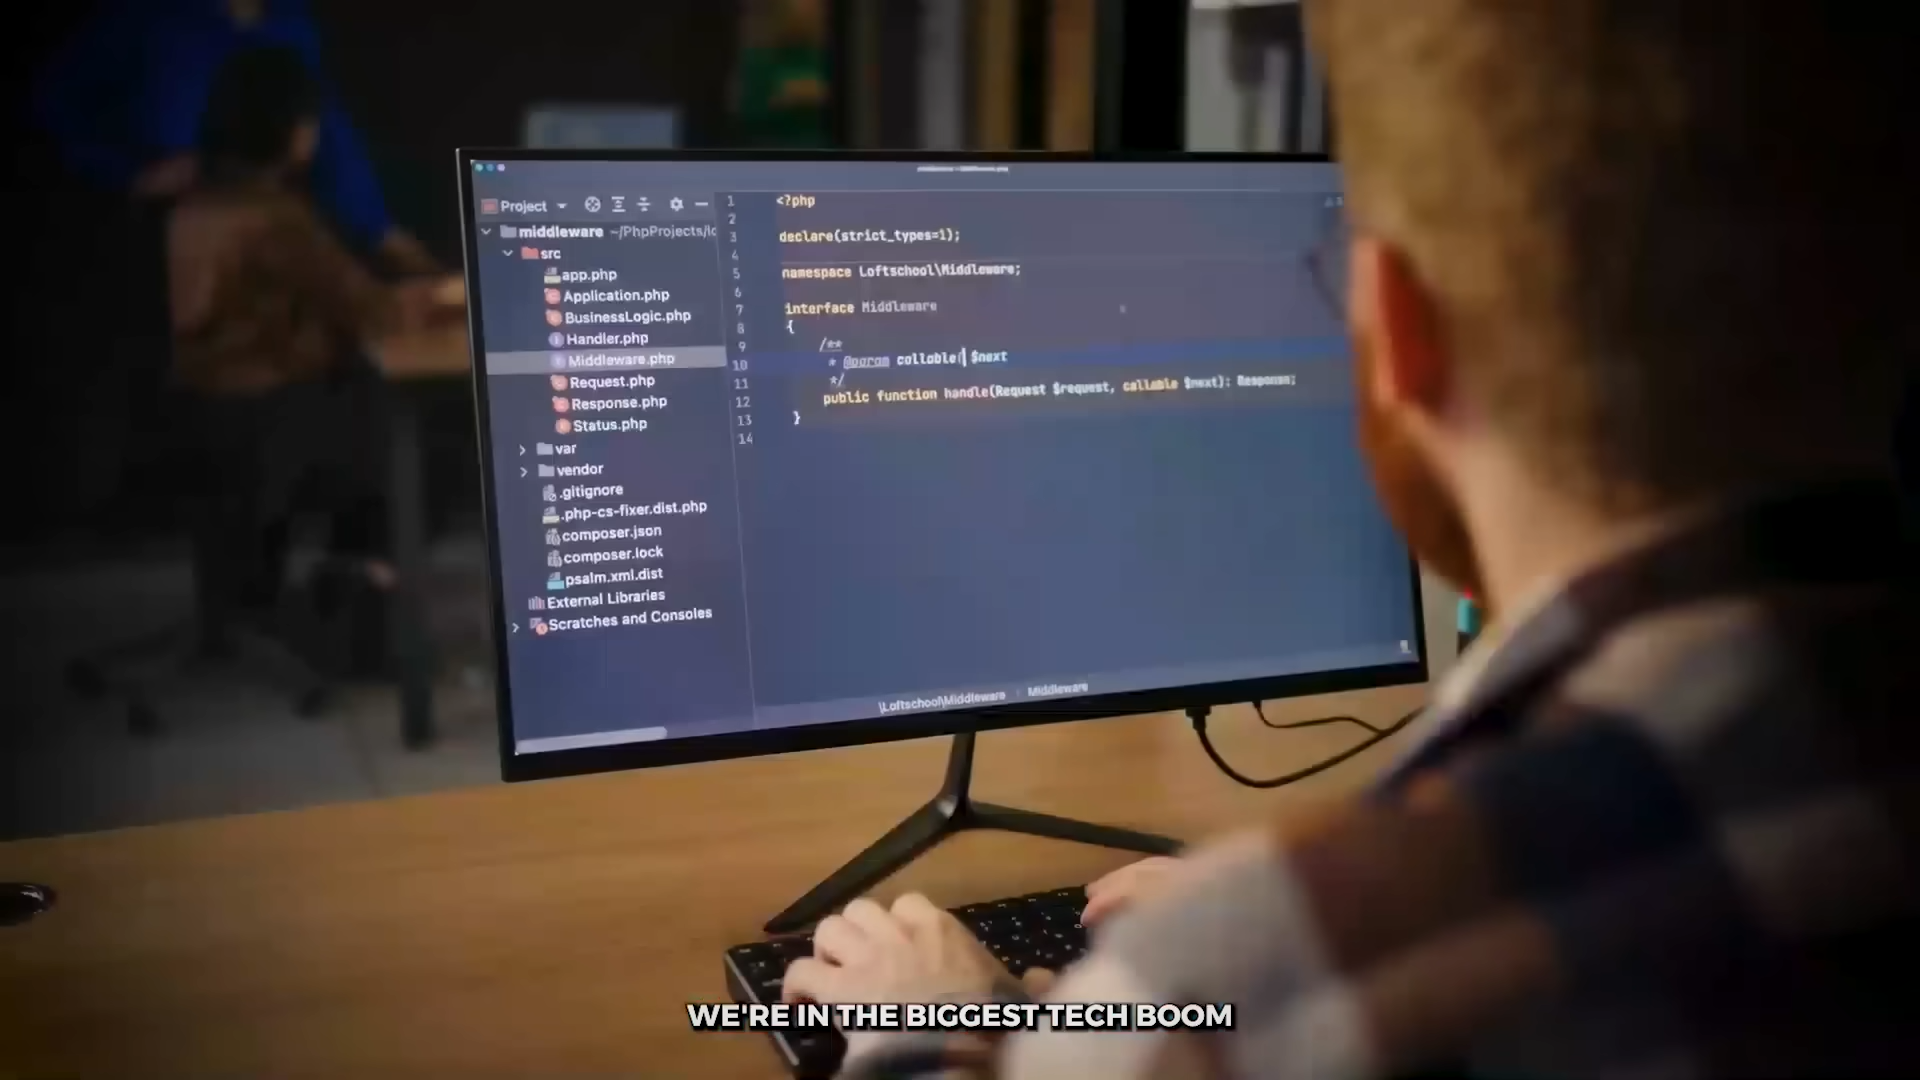 Project
middleware ~/PhpProjects/lo
src
app.php
Application.php
BusinessLogic.php
Handler.php
Middleware.php
Request.php
Response.php
Status.php
var
vendor
.gitignore
.php-cs-fixer.dist.php
composer.json
composer.lock
psalm.xml.dist
External Libraries
Scratches and Consoles
1 <?php
2
3 declare(strict_types=1);
4
5 namespace Loftschool\Middleware;
6
7 interface Middleware
8 {
9 /**
10 * @param callable( $next
11 */
12 public function handle(Request $request, callable $next): Response;
13 }
14
\Loftschool\Middleware Middleware
WE'RE IN THE BIGGEST TECH BOOM